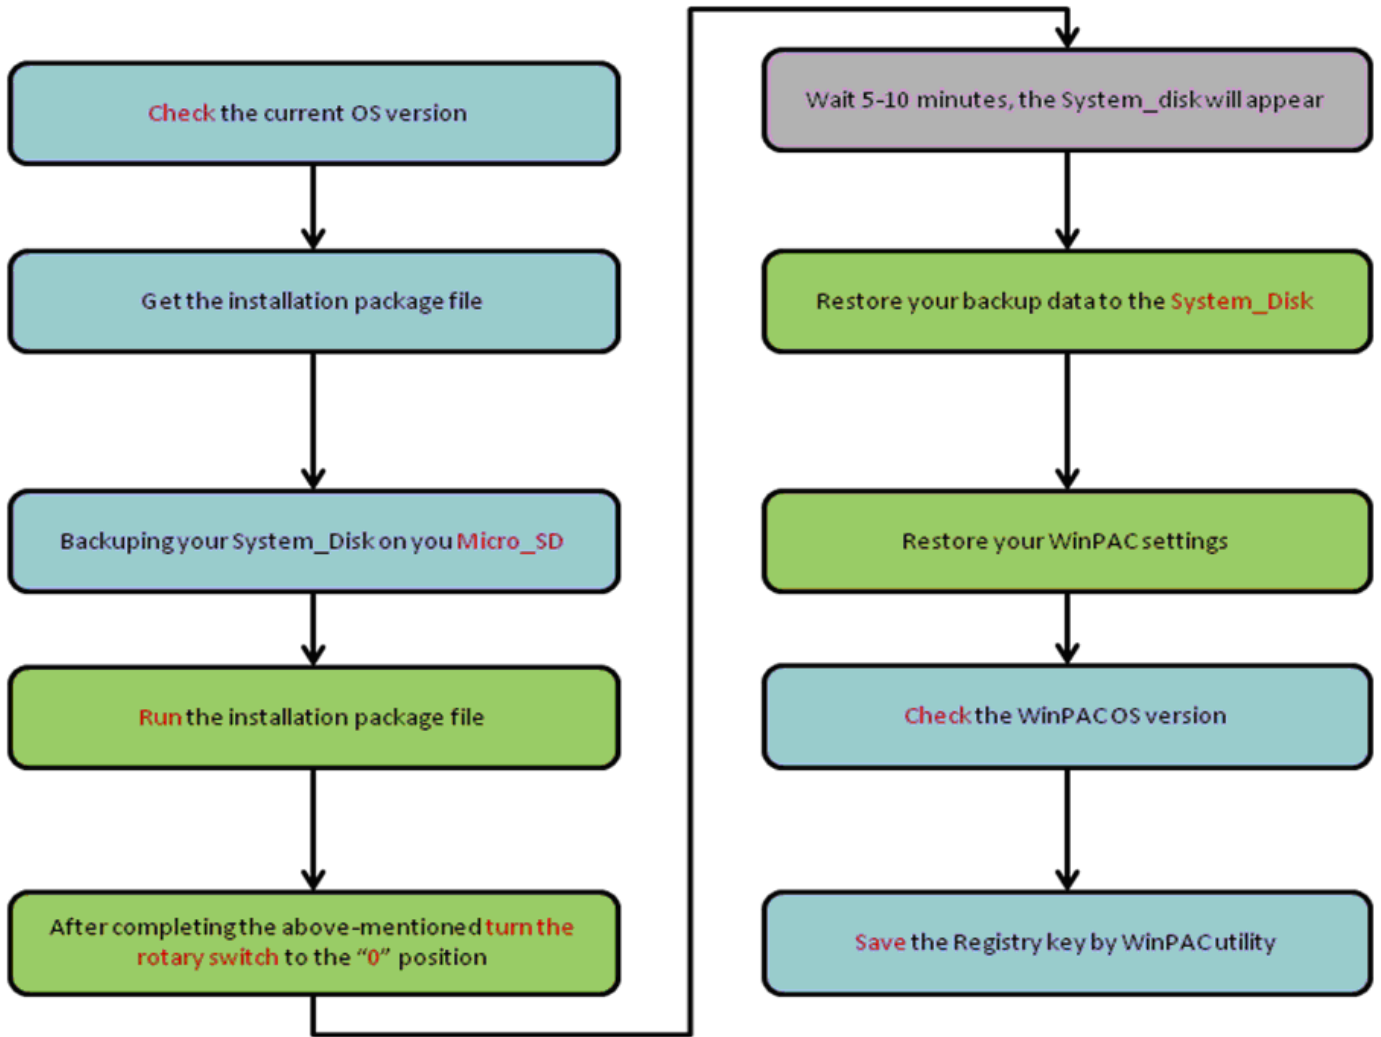 Check the current OS version
Get the installation package file
Backuping your System_Disk on you Micro_SD
Run the installation package file
After completing the above-mentioned turn the
rotary switch to the “0” position
Wait 5-10 minutes, the System_disk will appear
Restore your backup data to the System_Disk
Restore your WinPAC settings
Check the WinPAC OS version
Save the Registry key by WinPAC utility